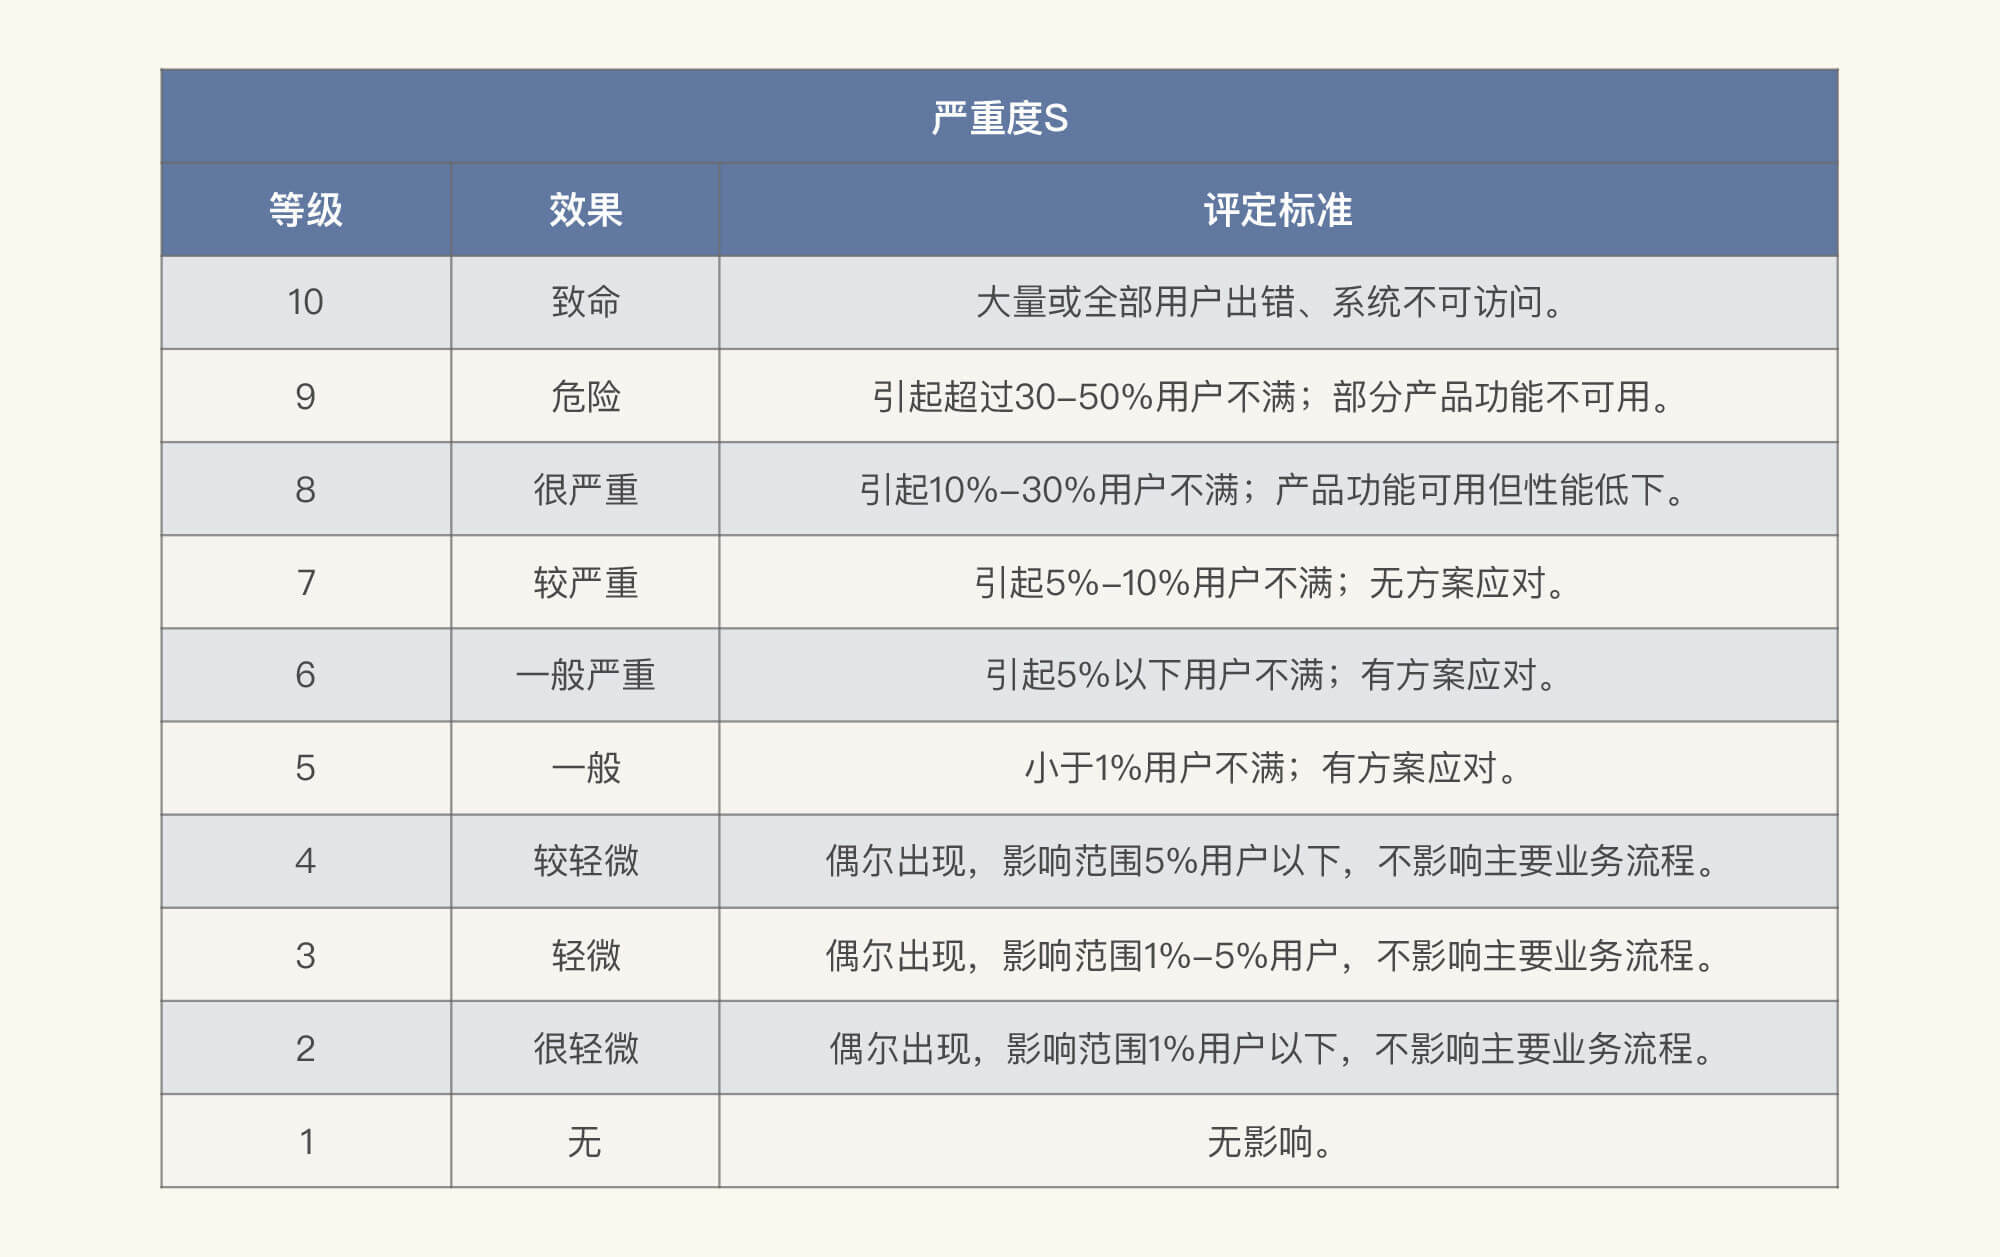 严重度S
等级 效果 评定标准
10 致命 大量或全部用户出错、系统不可访问。
9 危险 引起超过30-50%用户不满；部分产品功能不可用。
8 很严重 引起10%-30%用户不满；产品功能可用但性能低下。
7 较严重 引起5%-10%用户不满；无方案应对。
6 一般严重 引起5%以下用户不满；有方案应对。
5 一般 小于1%用户不满；有方案应对。
4 较轻微 偶尔出现，影响范围5%用户以下，不影响主要业务流程。
3 轻微 偶尔出现，影响范围1%-5%用户，不影响主要业务流程。
2 很轻微 偶尔出现，影响范围1%用户以下，不影响主要业务流程。
1 无 无影响。